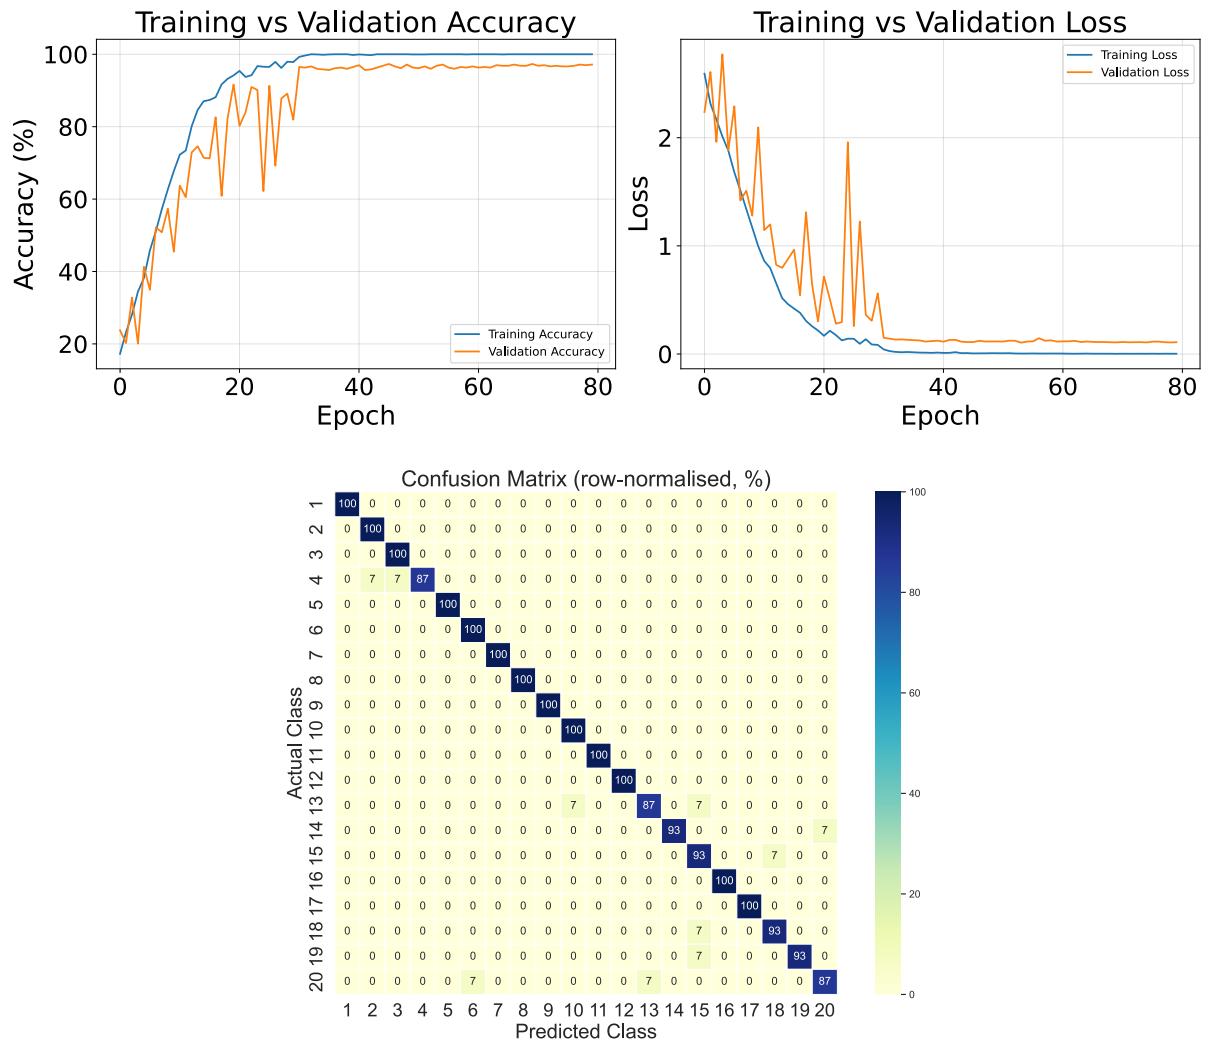 Training vs Validation Accuracy
100
80
60
40
20
0 20 40 60 80
Accuracy (%)
Epoch
Training Accuracy
Validation Accuracy
Training vs Validation Loss
2
1
0
0 20 40 60 80
Loss
Epoch
Training Loss
Validation Loss
Confusion Matrix (row-normalised, %)
Actual Class
1 100 0 0 0 0 0 0 0 0 0 0 0 0 0 0 0 0 0 0 0
2 0 100 0 0 0 0 0 0 0 0 0 0 0 0 0 0 0 0 0 0
3 0 0 100 0 0 0 0 0 0 0 0 0 0 0 0 0 0 0 0 0
4 0 7 7 87 0 0 0 0 0 0 0 0 0 0 0 0 0 0 0 0
5 0 0 0 0 100 0 0 0 0 0 0 0 0 0 0 0 0 0 0 0
6 0 0 0 0 0 100 0 0 0 0 0 0 0 0 0 0 0 0 0 0
7 0 0 0 0 0 0 100 0 0 0 0 0 0 0 0 0 0 0 0 0
8 0 0 0 0 0 0 0 100 0 0 0 0 0 0 0 0 0 0 0 0
9 0 0 0 0 0 0 0 0 100 0 0 0 0 0 0 0 0 0 0 0
10 0 0 0 0 0 0 0 0 0 100 0 0 0 0 0 0 0 0 0 0
11 0 0 0 0 0 0 0 0 0 0 100 0 0 0 0 0 0 0 0 0
12 0 0 0 0 0 0 0 0 0 0 0 100 0 0 0 0 0 0 0 0
13 0 0 0 0 0 0 0 0 0 7 0 0 87 0 7 0 0 0 0 0
14 0 0 0 0 0 0 0 0 0 0 0 0 0 93 0 0 0 0 0 7
15 0 0 0 0 0 0 0 0 0 0 0 0 0 0 93 0 0 7 0 0
16 0 0 0 0 0 0 0 0 0 0 0 0 0 0 0 100 0 0 0 0
17 0 0 0 0 0 0 0 0 0 0 0 0 0 0 0 0 100 0 0 0
18 0 0 0 0 0 0 0 0 0 0 0 0 0 0 7 0 0 93 0 0
19 0 0 0 0 0 0 0 0 0 0 0 0 0 0 7 0 0 0 93 0
20 0 0 0 0 0 7 0 0 0 0 0 0 7 0 0 0 0 0 0 87
1 2 3 4 5 6 7 8 9 10 11 12 13 14 15 16 17 18 19 20
Predicted Class
100
80
60
40
20
0